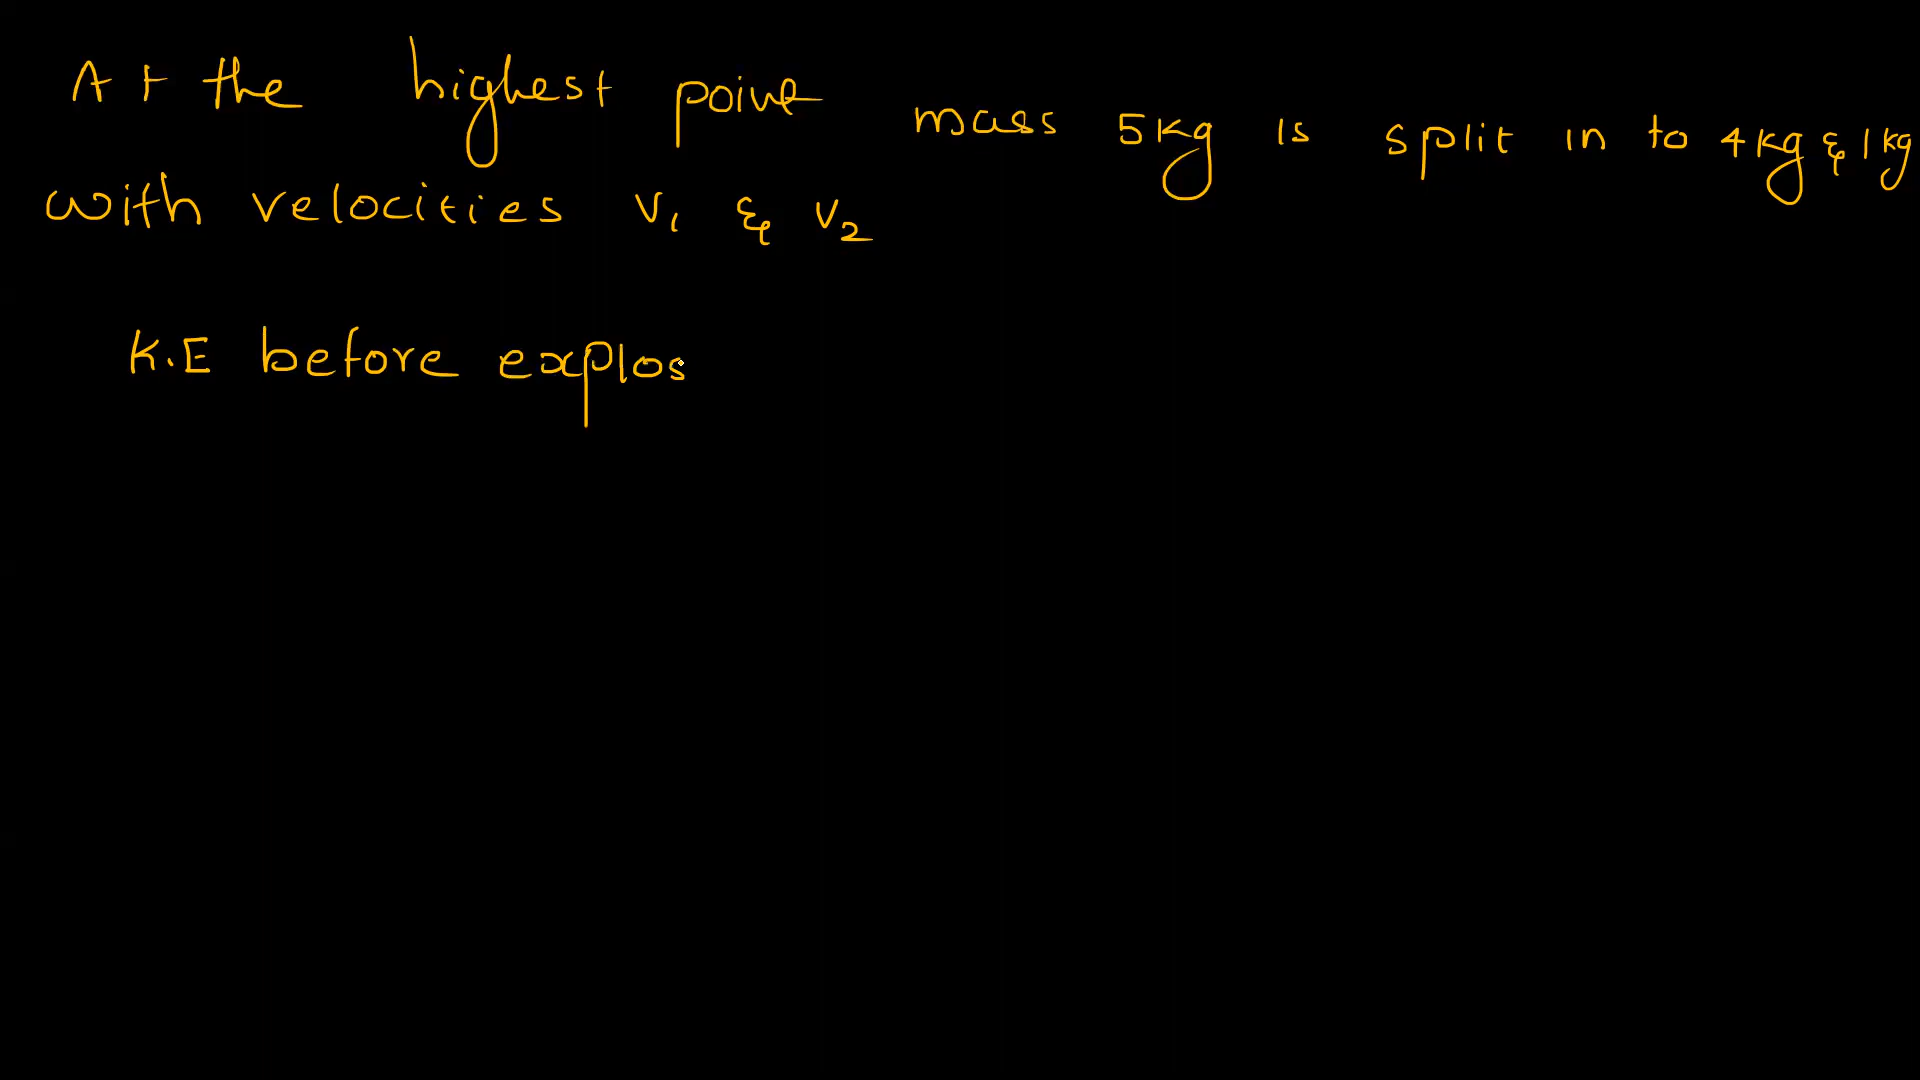 At the highest point mass 5kg is split in to 4kg & 1kg
with velocities v₁ & v₂
K.E before explos